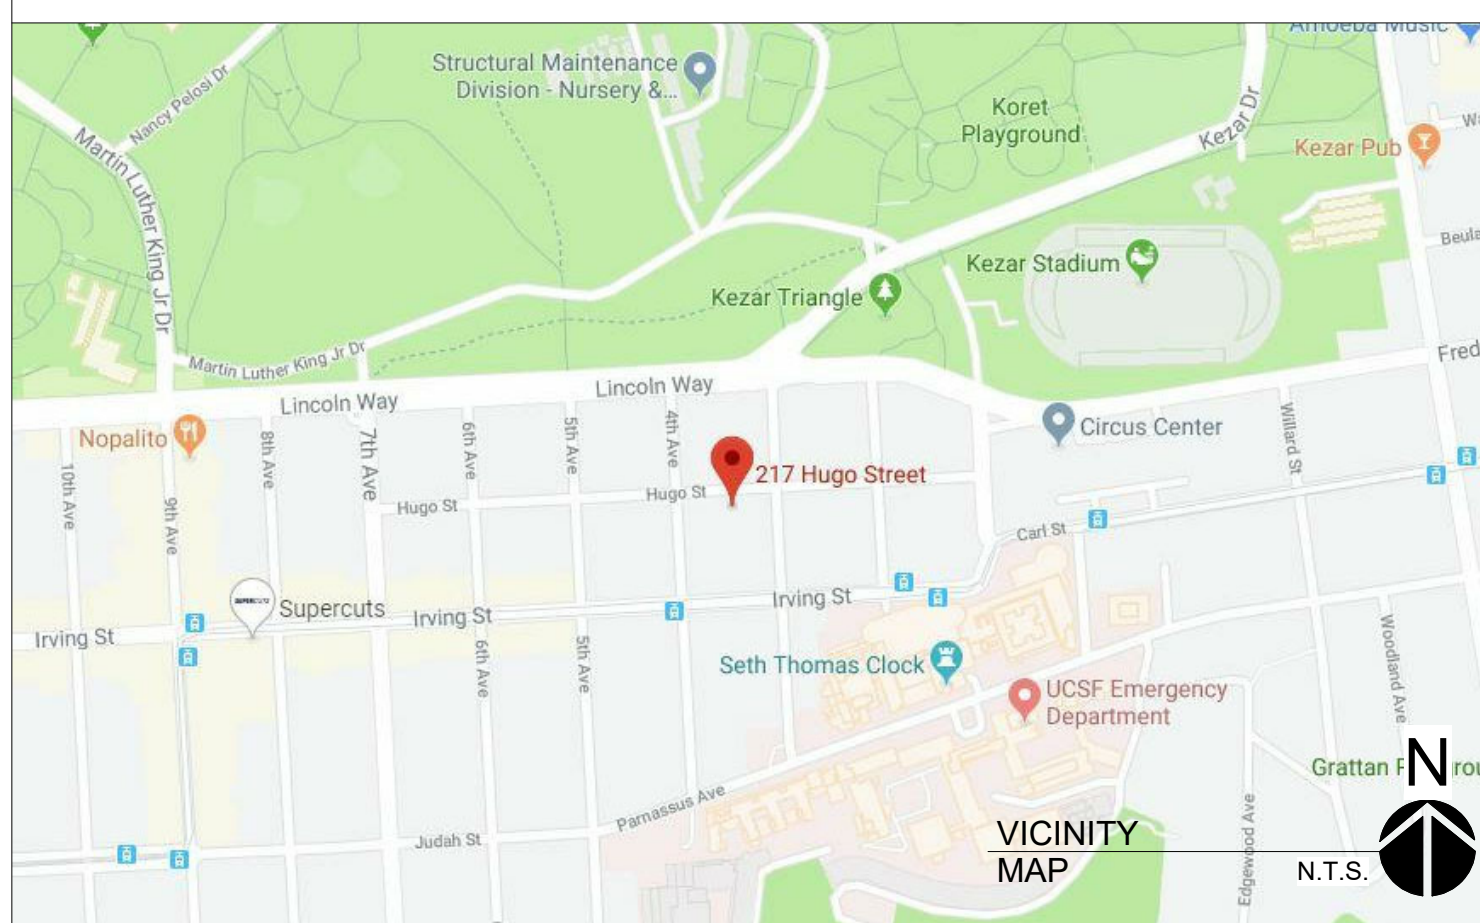 Amoeba Music
Nancy Pelosi Dr
Structural Maintenance
Division - Nursery &...
Koret
Playground
Kezar Dr
Kezar Pub
Martin Luther King Jr Dr
Kezar Stadium
Kezar Triangle
Martin Luther King Jr Dr
Lincoln Way
Lincoln Way
Nopalito
10th Ave
9th Ave
8th Ave
7th Ave
6th Ave
5th Ave
4th Ave
Circus Center
Willard St
217 Hugo Street
Hugo St
Hugo St
Carl St
Supercuts
Irving St
Irving St
Irving St
6th Ave
5th Ave
Seth Thomas Clock
UCSF Emergency
Department
Woodland Ave
Parnassus Ave
Judah St
Edgewood Ave
Grattan
N
VICINITY
MAP
N.T.S.